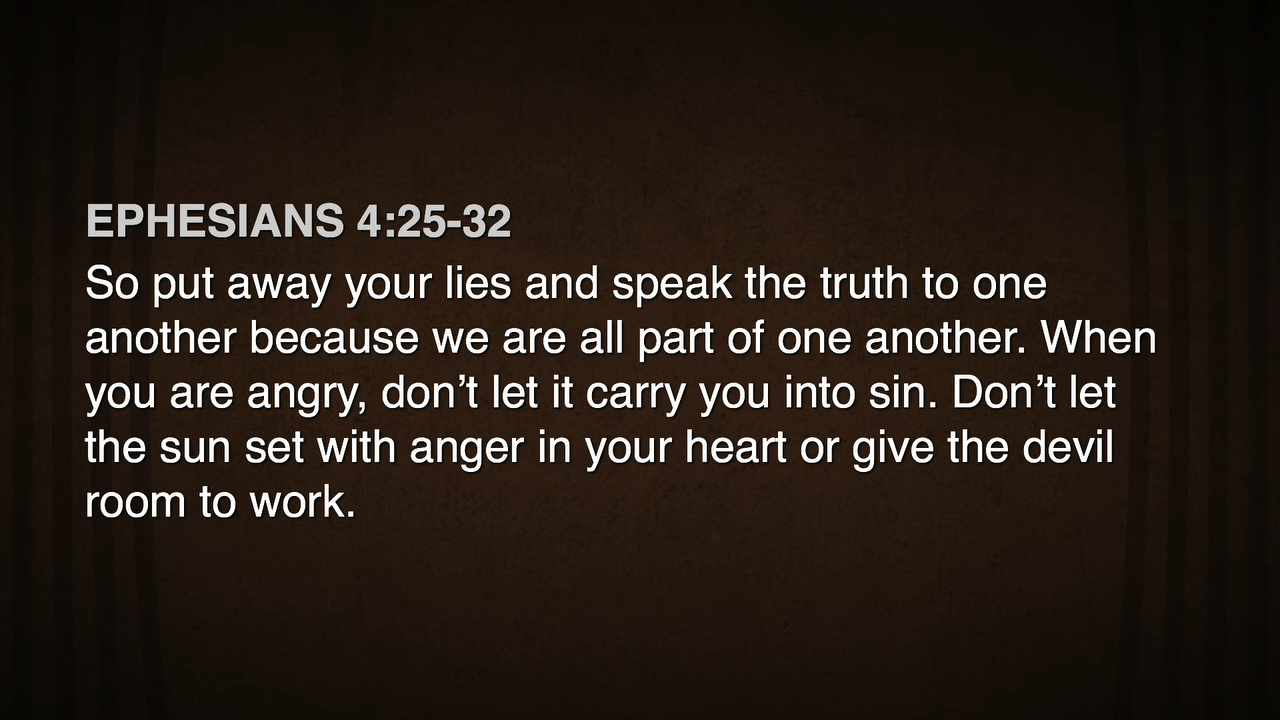 EPHESIANS 4:25-32
So put away your lies and speak the truth to one
another because we are all part of one another. When
you are angry, don’t let it carry you into sin. Don’t let
the sun set with anger in your heart or give the devil
room to work.